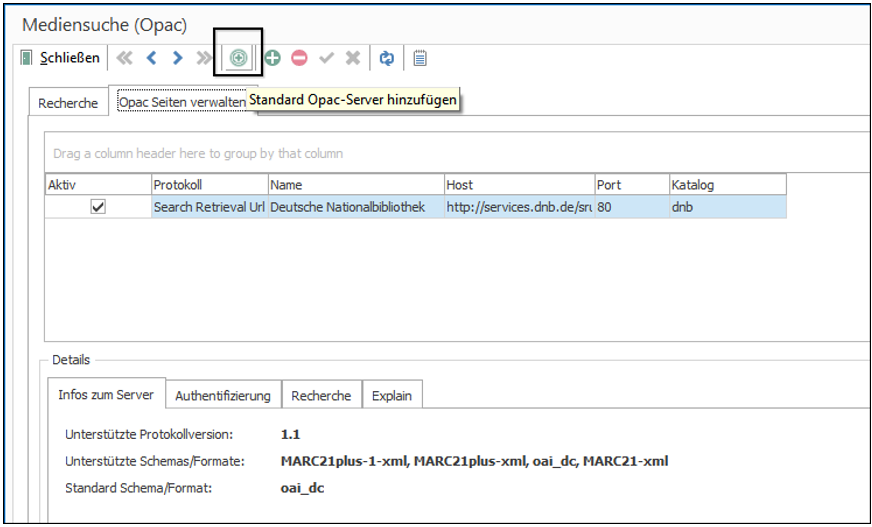 Mediensuche (Opac)
Schließen
Recherche
Opac Seiten verwalten
Standard Opac-Server hinzufügen
Drag a column header here to group by that column
Aktiv Protokoll Name Host Port Katalog
Search Retrieval Url Deutsche Nationalbibliothek http://services.dnb.de/sru 80 dnb
Details
Infos zum Server Authentifizierung Recherche Explain
Unterstützte Protokollversion: 1.1
Unterstützte Schemas/Formate: MARC21plus-1-xml, MARC21plus-xml, oai_dc, MARC21-xml
Standard Schema/Format: oai_dc